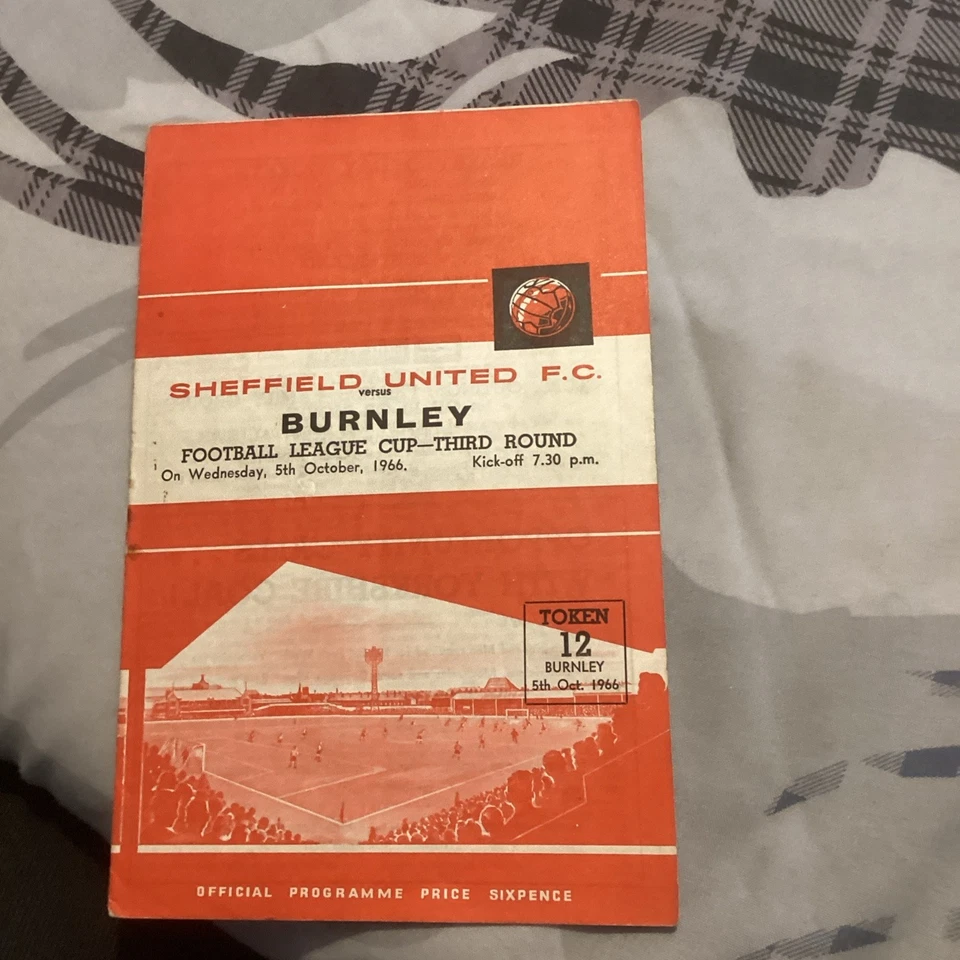 SHEFFIELD UNITED F.C.
versus
BURNLEY
FOOTBALL LEAGUE CUP—THIRD ROUND
On Wednesday, 5th October, 1966. Kick-off 7.30 p.m.
TOKEN
12
BURNLEY
5th Oct. 1966
OFFICIAL PROGRAMME PRICE SIXPENCE